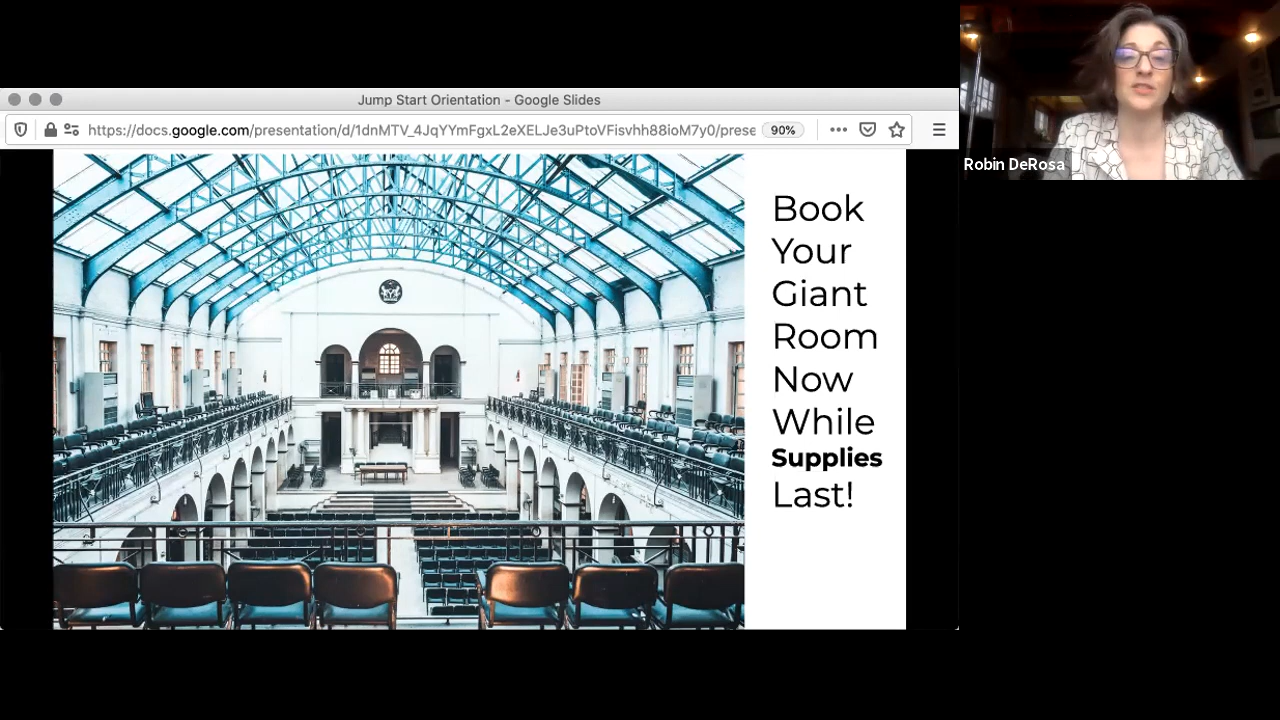 Jump Start Orientation - Google Slides
https://docs.google.com/presentation/d/1dnMTV_4JqYYmFgxL2eXELJe3uPtoVFisvhh88ioM7y0/prese
90%
Robin DeRosa
Book
Your
Giant
Room
Now
While
Supplies
Last!